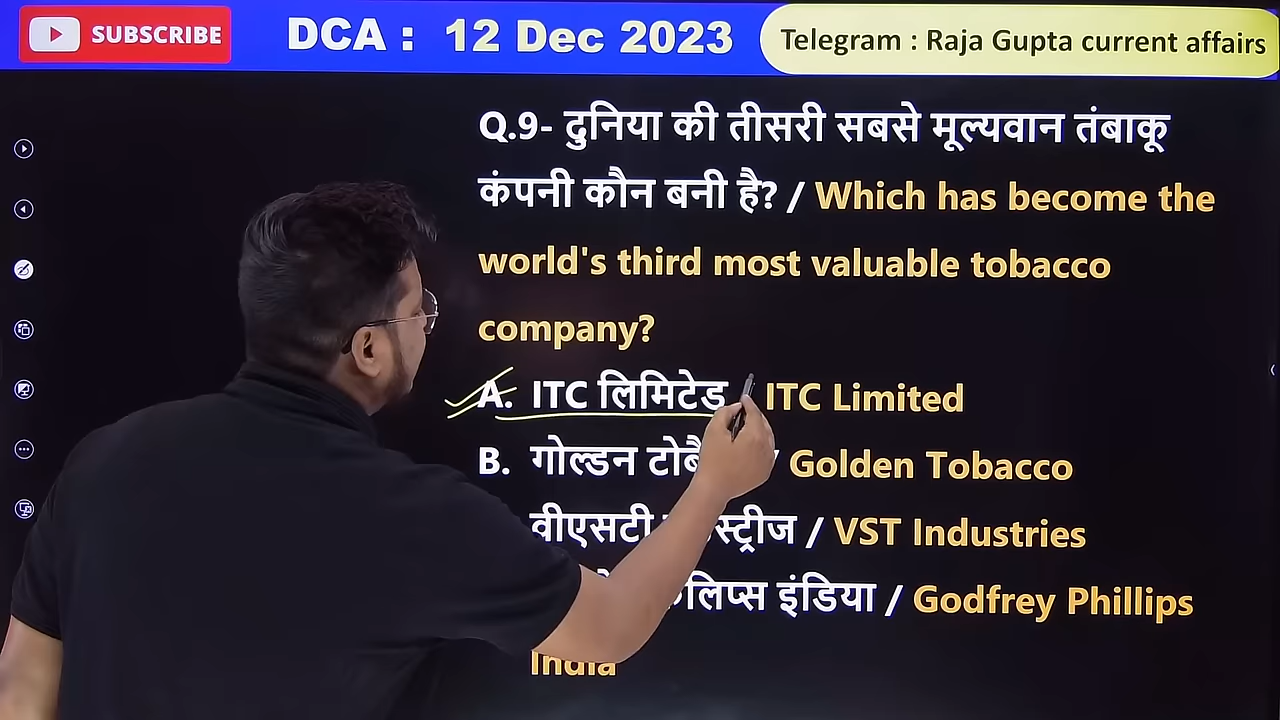 SUBSCRIBE DCA : 12 Dec 2023 Telegram : Raja Gupta current affairs
Q.9- दुनिया की तीसरी सबसे मूल्यवान तंबाकू
कंपनी कौन बनी है? / Which has become the
world's third most valuable tobacco
company?
A. ITC लिमिटेड ITC Limited
B. गोल्डन / Golden Tobacco
वीएसटी / VST Industries
इंडिया / Godfrey Phillips
India